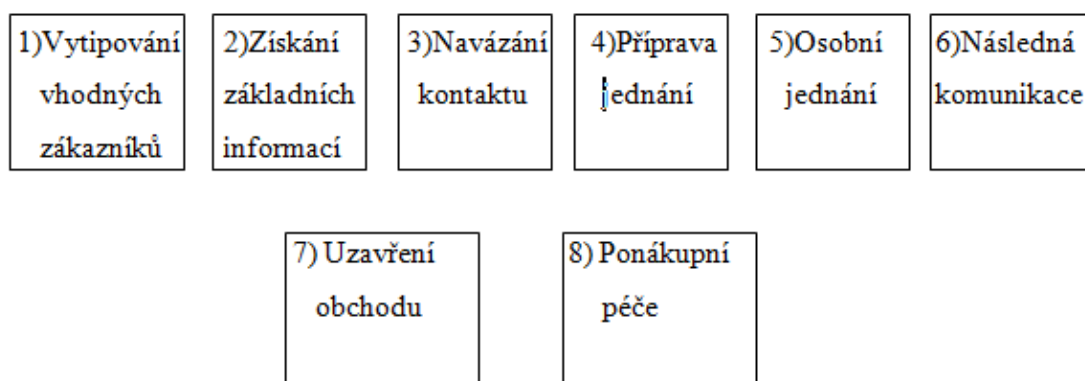 1)Vytipování
vhodných
zákazníků
2)Získání
základních
informací
3)Navázání
kontaktu
4)Příprava
jednání
5)Osobní
jednání
6)Následná
komunikace
7) Uzavření
obchodu
8) Ponákupní
péče